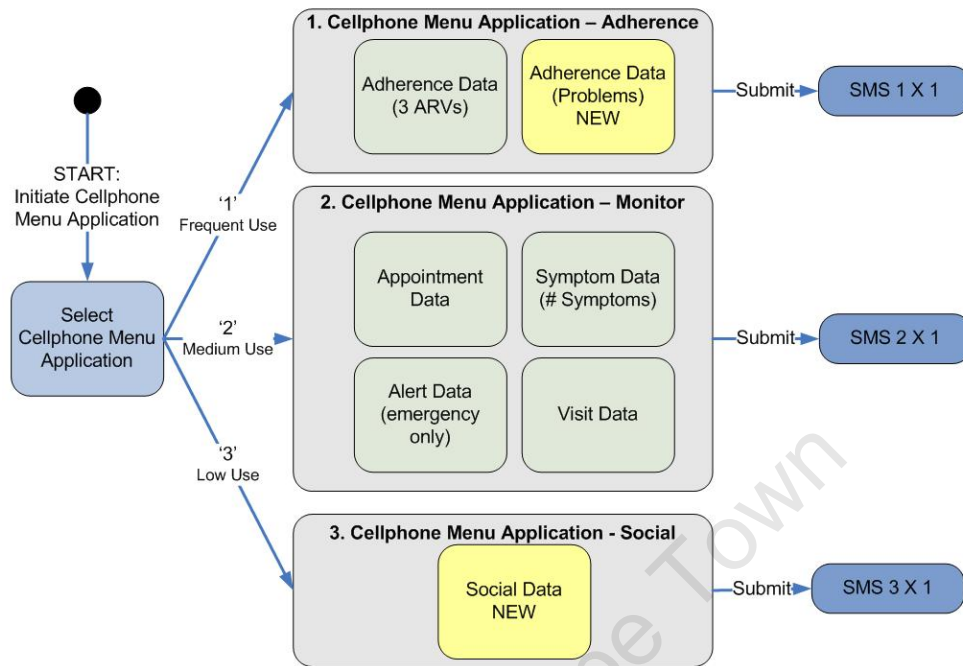 1. Cellphone Menu Application – Adherence
Adherence Data
(3 ARVs)
Adherence Data
(Problems)
NEW
Submit
SMS 1 X 1
START:
Initiate Cellphone
Menu Application
‘1’
Frequent Use
2. Cellphone Menu Application – Monitor
Appointment
Data
Symptom Data
(# Symptoms)
Select
Cellphone Menu
Application
‘2’
Medium Use
Submit
SMS 2 X 1
Alert Data
(emergency
only)
Visit Data
‘3’
Low Use
3. Cellphone Menu Application - Social
Social Data
NEW
Submit
SMS 3 X 1
Town